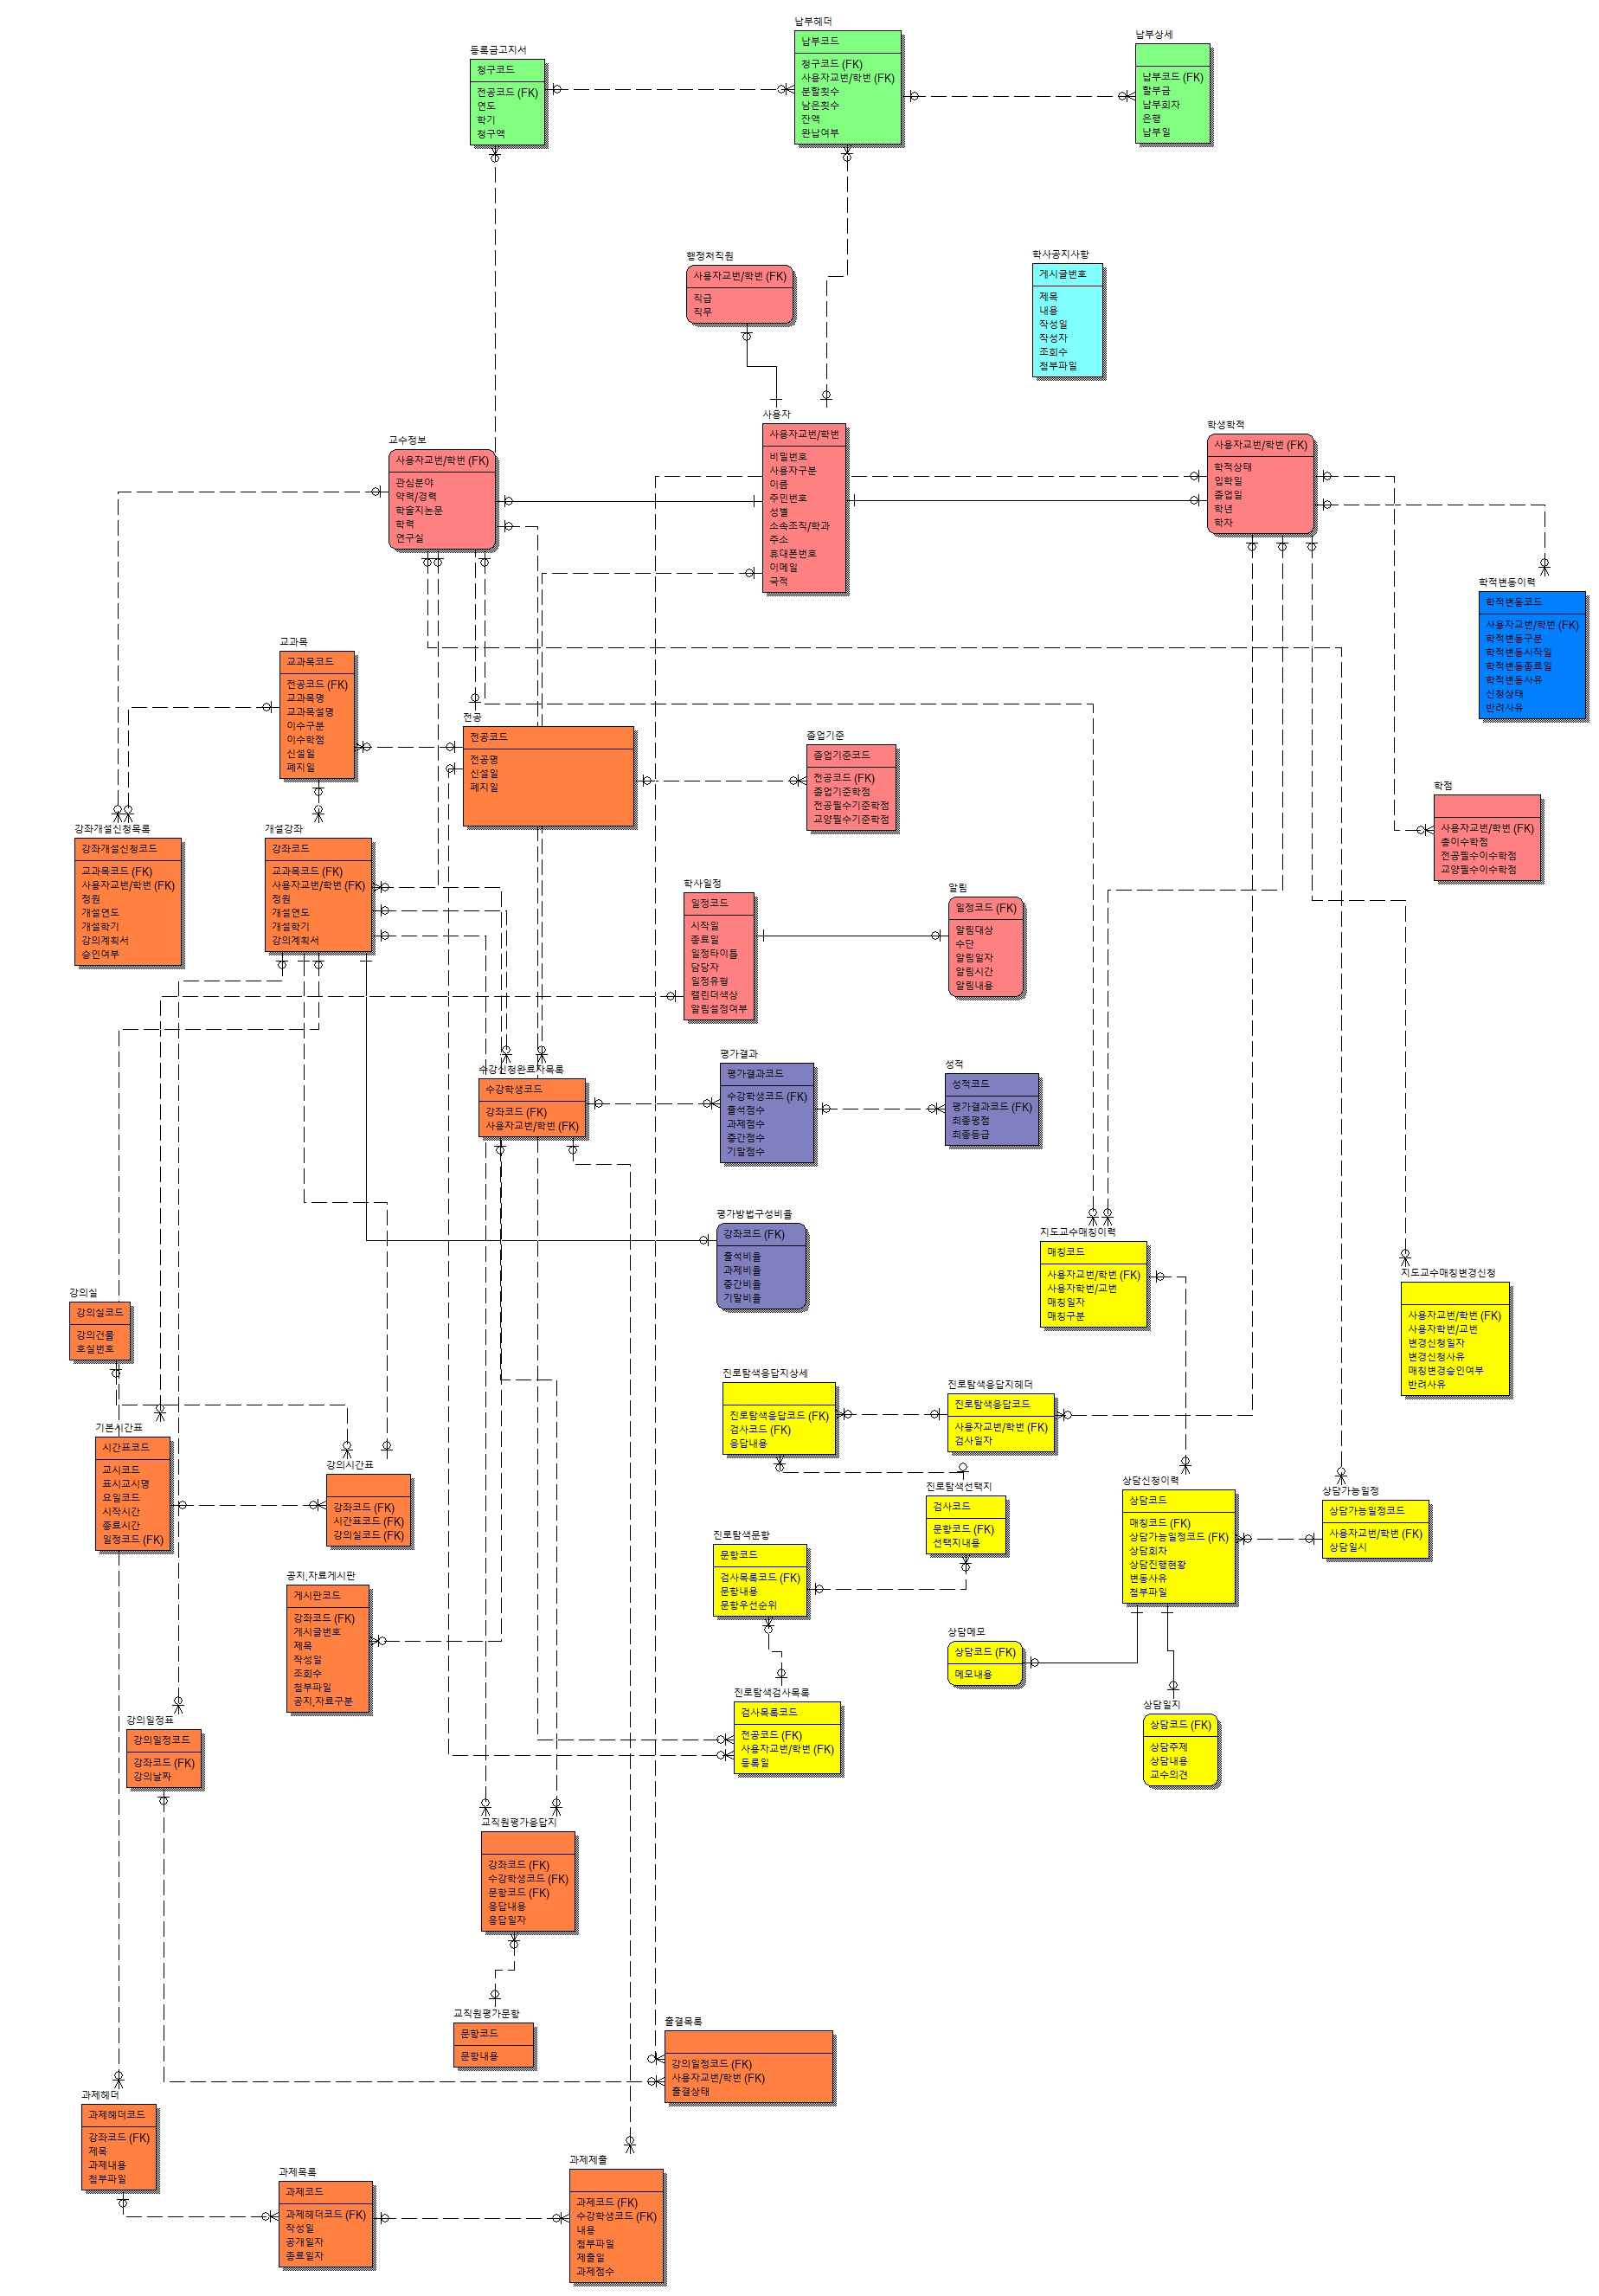 납부헤더
납부코드
청구코드 (FK)
사용자교번/학번 (FK)
분할횟수
남은횟수
잔액
완납여부
납부상세
납부코드 (FK)
할부금
납부회차
은행
납부일
등록금고지서
청구코드
전공코드 (FK)
연도
학기
청구액
행정처직원
사용자교번/학번 (FK)
직급
직무
학사공지사항
게시글번호
제목
내용
작성일
작성자
조회수
첨부파일
사용자
사용자교번/학번
비밀번호
사용자구분
이름
주민번호
성별
소속조직/학과
주소
휴대폰번호
이메일
국적
학생학적
사용자교번/학번 (FK)
학적상태
입학일
졸업일
학년
학자
교수정보
사용자교번/학번 (FK)
관심분야
약력/경력
학술지논문
학력
연구실
학적변동이력
학적변동코드
사용자교번/학번 (FK)
학적변동구분
학적변동시작일
학적변동종료일
학적변동사유
신청상태
반려사유
교과목
교과목코드
전공코드 (FK)
교과목명
교과목설명
이수구분
이수학점
신설일
폐지일
전공
전공코드
전공명
신설일
폐지일
졸업기준
졸업기준코드
전공코드 (FK)
졸업기준학점
전공필수기준학점
교양필수기준학점
학점
사용자교번/학번 (FK)
총이수학점
전공필수이수학점
교양필수이수학점
강좌개설신청목록
강좌개설신청코드
교과목코드 (FK)
사용자교번/학번 (FK)
정원
개설연도
개설학기
강의계획서
승인여부
개설강좌
강좌코드
교과목코드 (FK)
사용자교번/학번 (FK)
정원
개설연도
개설학기
강의계획서
학사일정
일정코드
시작일
종료일
일정타이틀
담당자
일정유형
캘린더색상
알림설정여부
알림
일정코드 (FK)
알림대상
수단
알림일자
알림시간
알림내용
수강신청완료자목록
수강학생코드
강좌코드 (FK)
사용자교번/학번 (FK)
평가결과
평가결과코드
수강학생코드 (FK)
출석점수
과제점수
중간점수
기말점수
성적
성적코드
평가결과코드 (FK)
최종평점
최종등급
평가방법구성비율
강좌코드 (FK)
출석비율
과제비율
중간비율
기말비율
지도교수매칭이력
매칭코드
사용자교번/학번 (FK)
사용자학번/교번
매칭일자
매칭구분
지도교수매칭변경신청
사용자교번/학번 (FK)
사용자학번/교번
변경신청일자
변경신청사유
매칭변경승인여부
반려사유
강의실
강의실코드
강의건물
호실번호
진로탐색응답지상세
진로탐색응답코드 (FK)
검사코드 (FK)
응답내용
진로탐색응답지헤더
진로탐색응답코드
사용자교번/학번 (FK)
검사일자
기본시간표
시간표코드
교시코드
표시교시명
요일코드
시작시간
종료시간
일정코드 (FK)
강의시간표
강좌코드 (FK)
시간표코드 (FK)
강의실코드 (FK)
진로탐색선택지
검사코드
문항코드 (FK)
선택지내용
상담신청이력
상담코드
매칭코드 (FK)
상담가능일정코드 (FK)
상담회차
상담진행현황
변동사유
첨부파일
상담가능일정
상담가능일정코드
사용자교번/학번 (FK)
상담일시
진로탐색문항
문항코드
검사목록코드 (FK)
문항내용
문항우선순위
공지,자료게시판
게시판코드
강좌코드 (FK)
게시글번호
제목
작성일
조회수
첨부파일
공지,자료구분
상담메모
상담코드 (FK)
메모내용
상담일지
상담코드 (FK)
상담주제
상담내용
교수의견
진로탐색검사목록
검사목록코드
전공코드 (FK)
사용자교번/학번 (FK)
등록일
강의일정표
강의일정코드
강좌코드 (FK)
강의날짜
교직원평가응답지
강좌코드 (FK)
수강학생코드 (FK)
문항코드 (FK)
응답내용
응답일자
교직원평가문항
문항코드
문항내용
출결목록
강의일정코드 (FK)
사용자교번/학번 (FK)
출결상태
과제헤더
과제헤더코드
강좌코드 (FK)
제목
과제내용
첨부파일
과제목록
과제코드
과제헤더코드 (FK)
작성일
공개일자
종료일자
과제제출
과제코드 (FK)
수강학생코드 (FK)
내용
첨부파일
제출일
과제점수